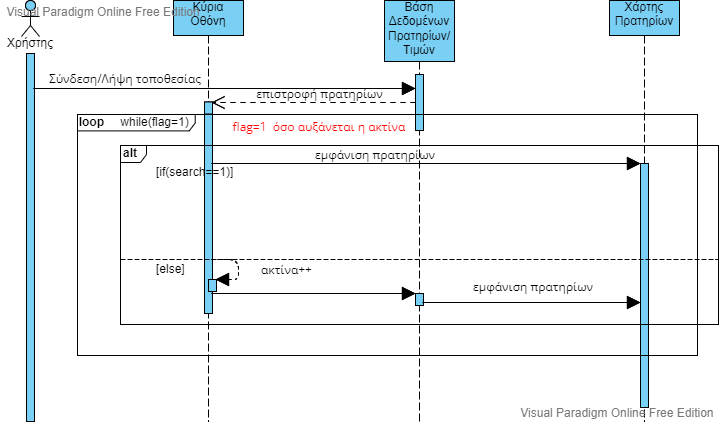 Visual Paradigm Online Free Edition
Χρήστης
Κύρια
Οθόνη
Βάση
Δεδομένων
Πρατηρίων/
Τιμών
Χάρτης
Πρατηρίων
Σύνδεση/Λήψη τοποθεσίας
επιστροφή πρατηρίων
loop while(flag=1)
flag=1 όσο αυξάνεται η ακτίνα
alt
εμφάνιση πρατηρίων
[if(search==1)]
[else]
ακτίνα++
εμφάνιση πρατηρίων
Visual Paradigm Online Free Edition